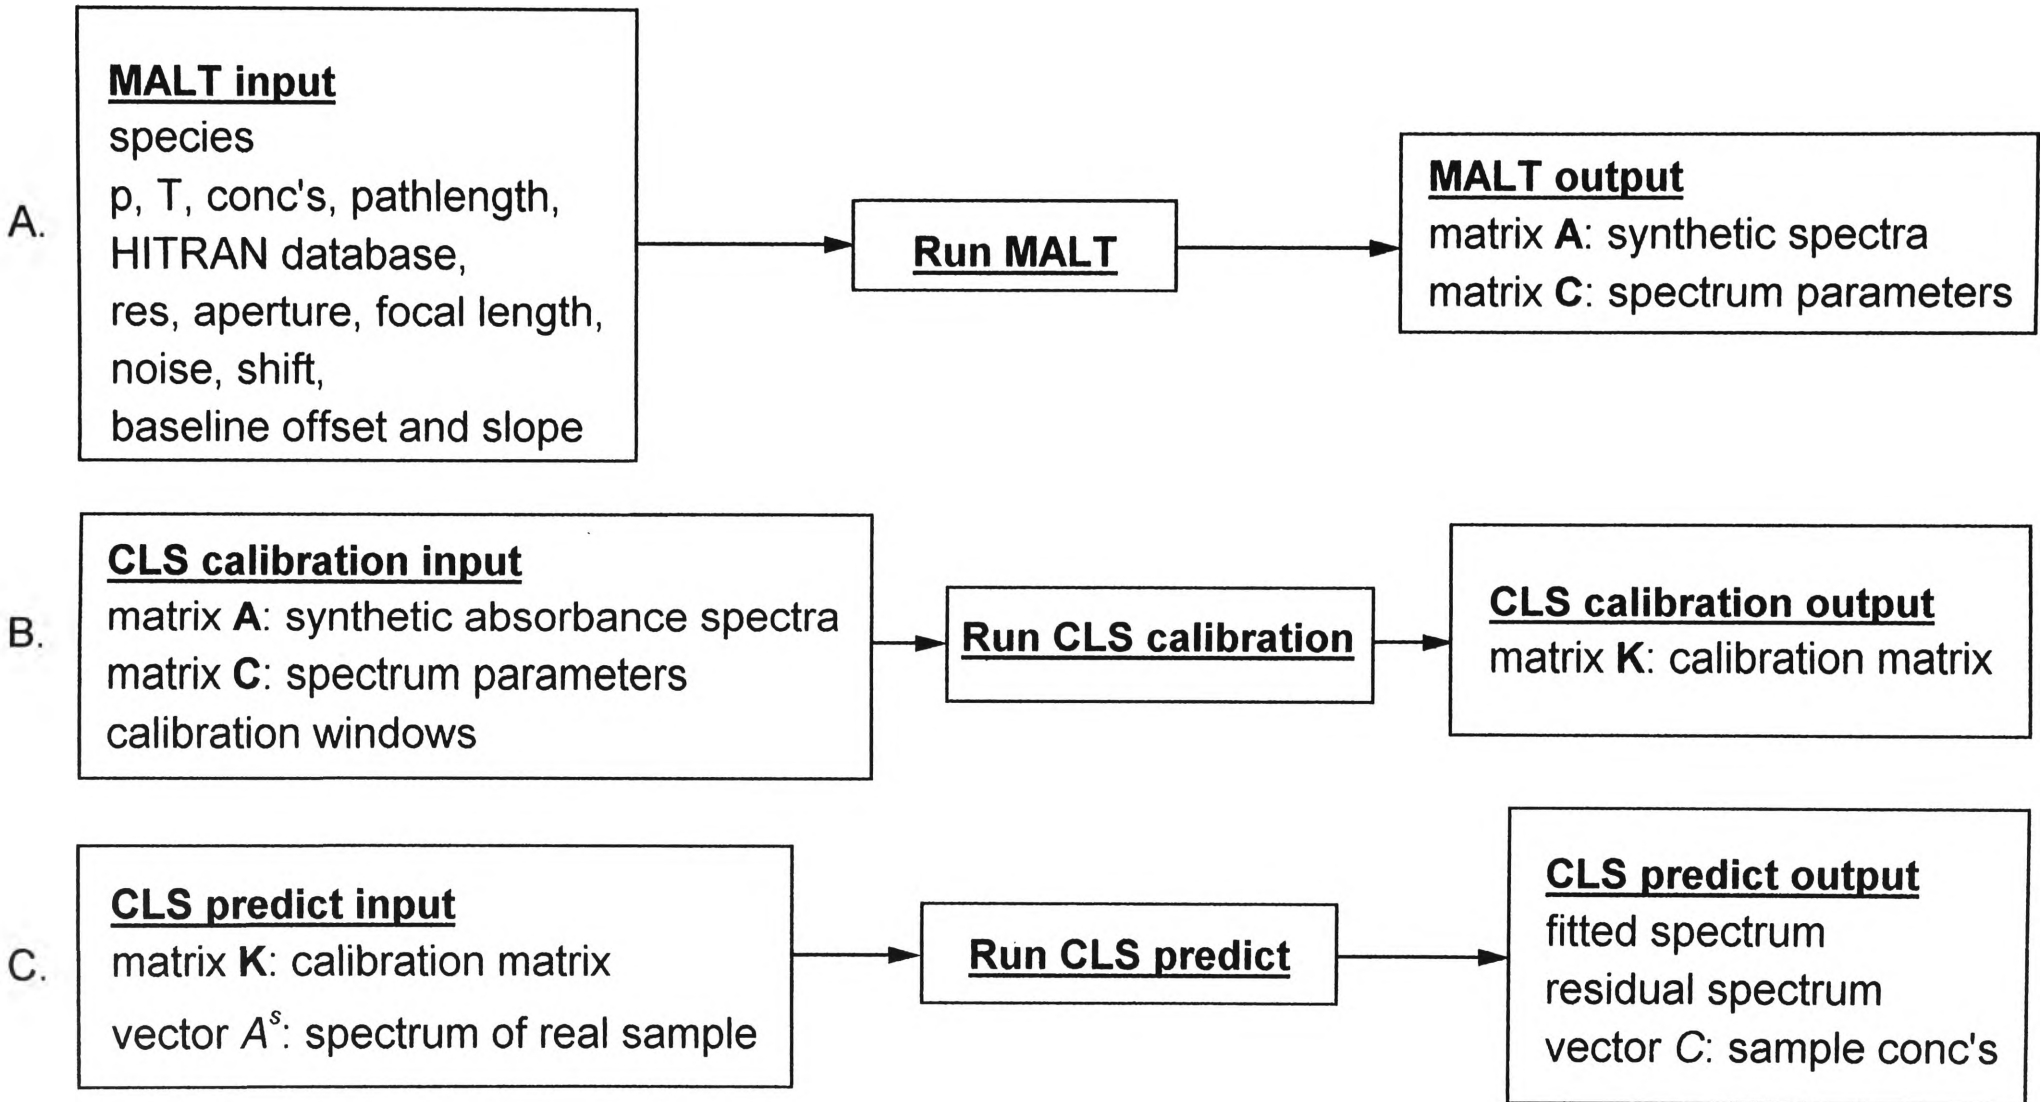 A.
MALT input
species
p, T, conc's, pathlength,
HITRAN database,
res, aperture, focal length,
noise, shift,
baseline offset and slope
Run MALT
MALT output
matrix A: synthetic spectra
matrix C: spectrum parameters
B.
CLS calibration input
matrix A: synthetic absorbance spectra
matrix C: spectrum parameters
calibration windows
Run CLS calibration
CLS calibration output
matrix K: calibration matrix
C.
CLS predict input
matrix K: calibration matrix
vector Aˢ: spectrum of real sample
Run CLS predict
CLS predict output
fitted spectrum
residual spectrum
vector C: sample conc's